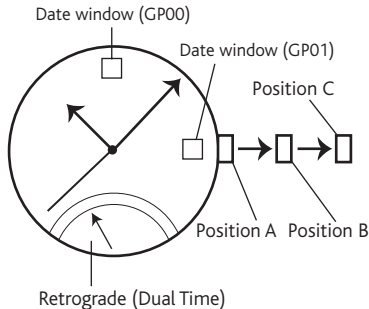 Date window (GP00)
Date window (GP01)
Position C
Position A
Position B
Retrograde (Dual Time)